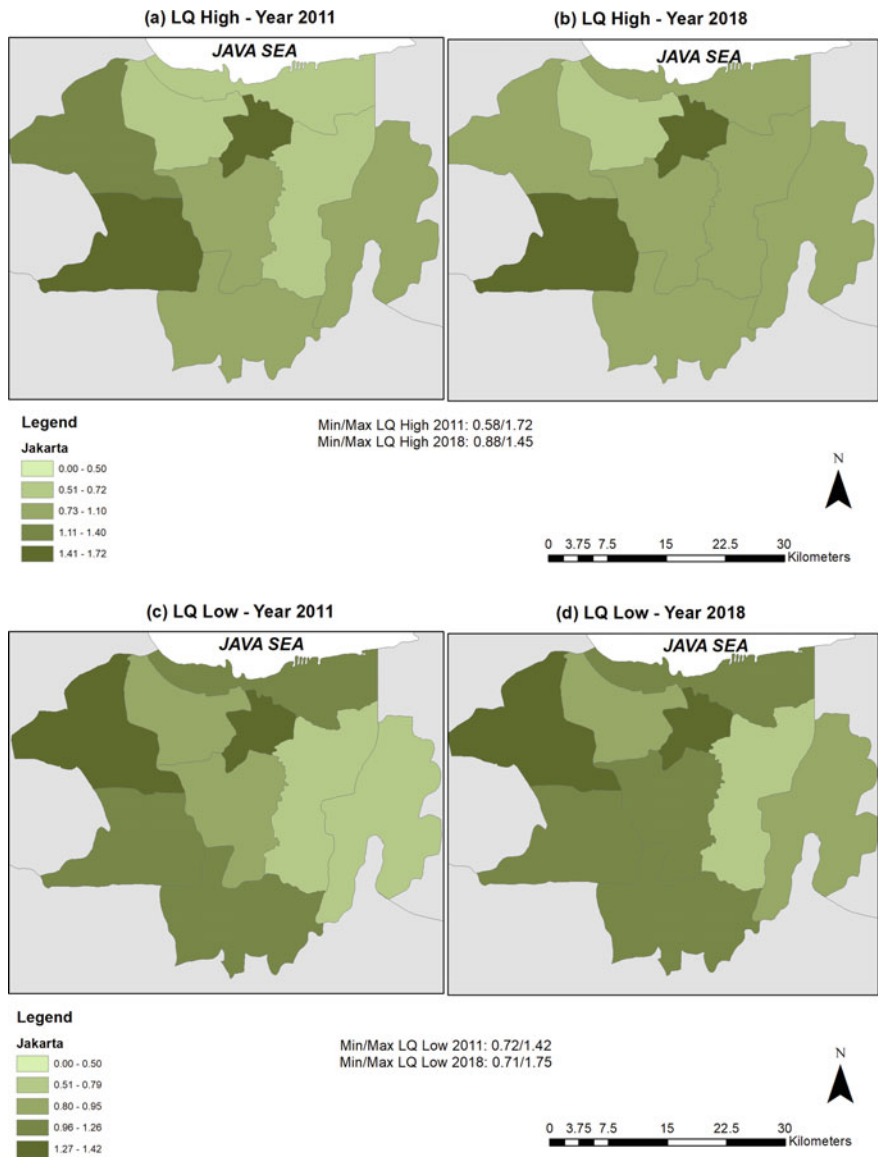 (a) LQ High - Year 2011
(b) LQ High - Year 2018
JAVA SEA
JAVA SEA
Legend
Jakarta
0.00 - 0.50
0.51 - 0.72
0.73 - 1.10
1.11 - 1.40
1.41 - 1.72
Min/Max LQ High 2011: 0.58/1.72
Min/Max LQ High 2018: 0.88/1.45
N
0 3.75 7.5 15 22.5 30
Kilometers
(c) LQ Low - Year 2011
(d) LQ Low - Year 2018
JAVA SEA
JAVA SEA
Legend
Jakarta
0.00 - 0.50
0.51 - 0.79
0.80 - 0.95
0.96 - 1.26
1.27 - 1.42
Min/Max LQ Low 2011: 0.72/1.42
Min/Max LQ Low 2018: 0.71/1.75
N
0 3.75 7.5 15 22.5 30
Kilometers